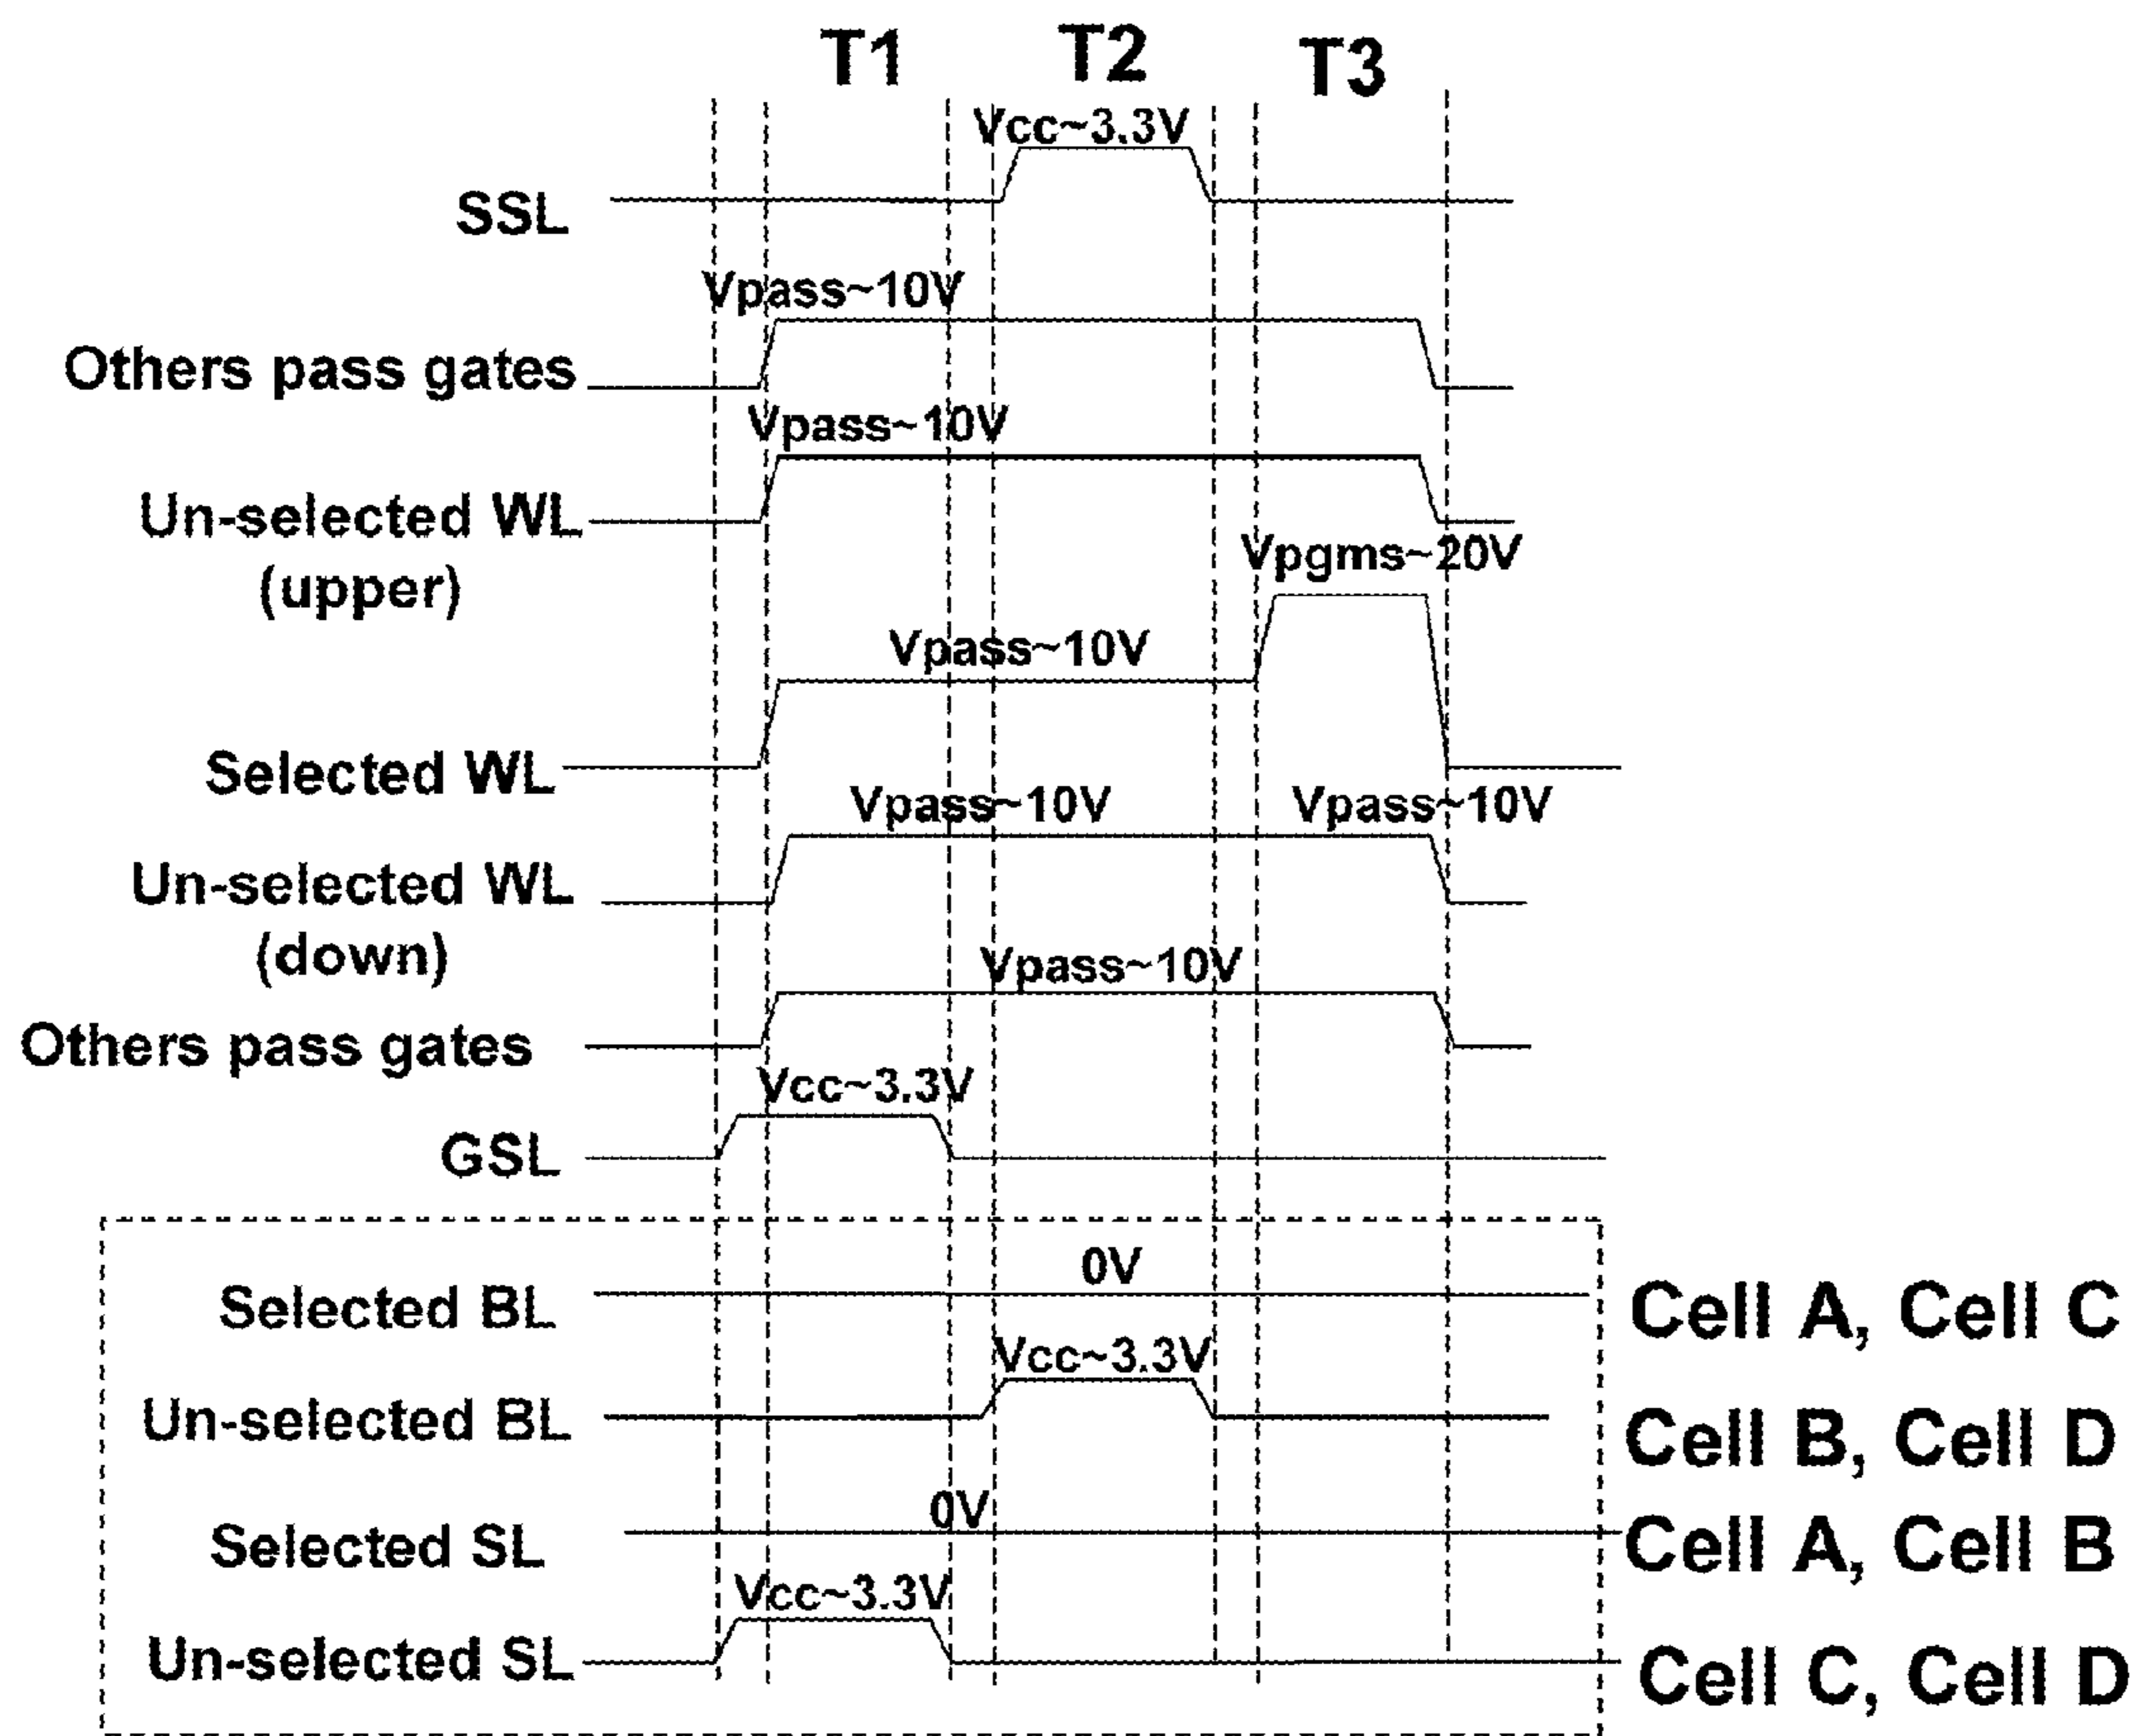 T1 T2 T3
Vcc~3.3V
SSL
Vpass~10V
Others pass gates
Vpass~10V
Un-selected WL
(upper)
Vpgms~20V
Vpass~10V
Selected WL
Vpass~10V Vpass~10V
Un-selected WL
(down)
Vpass~10V
Others pass gates
Vcc~3.3V
GSL
0V
Selected BL Cell A, Cell C
Vcc~3.3V
Un-selected BL Cell B, Cell D
0V
Selected SL Cell A, Cell B
Vcc~3.3V
Un-selected SL Cell C, Cell D